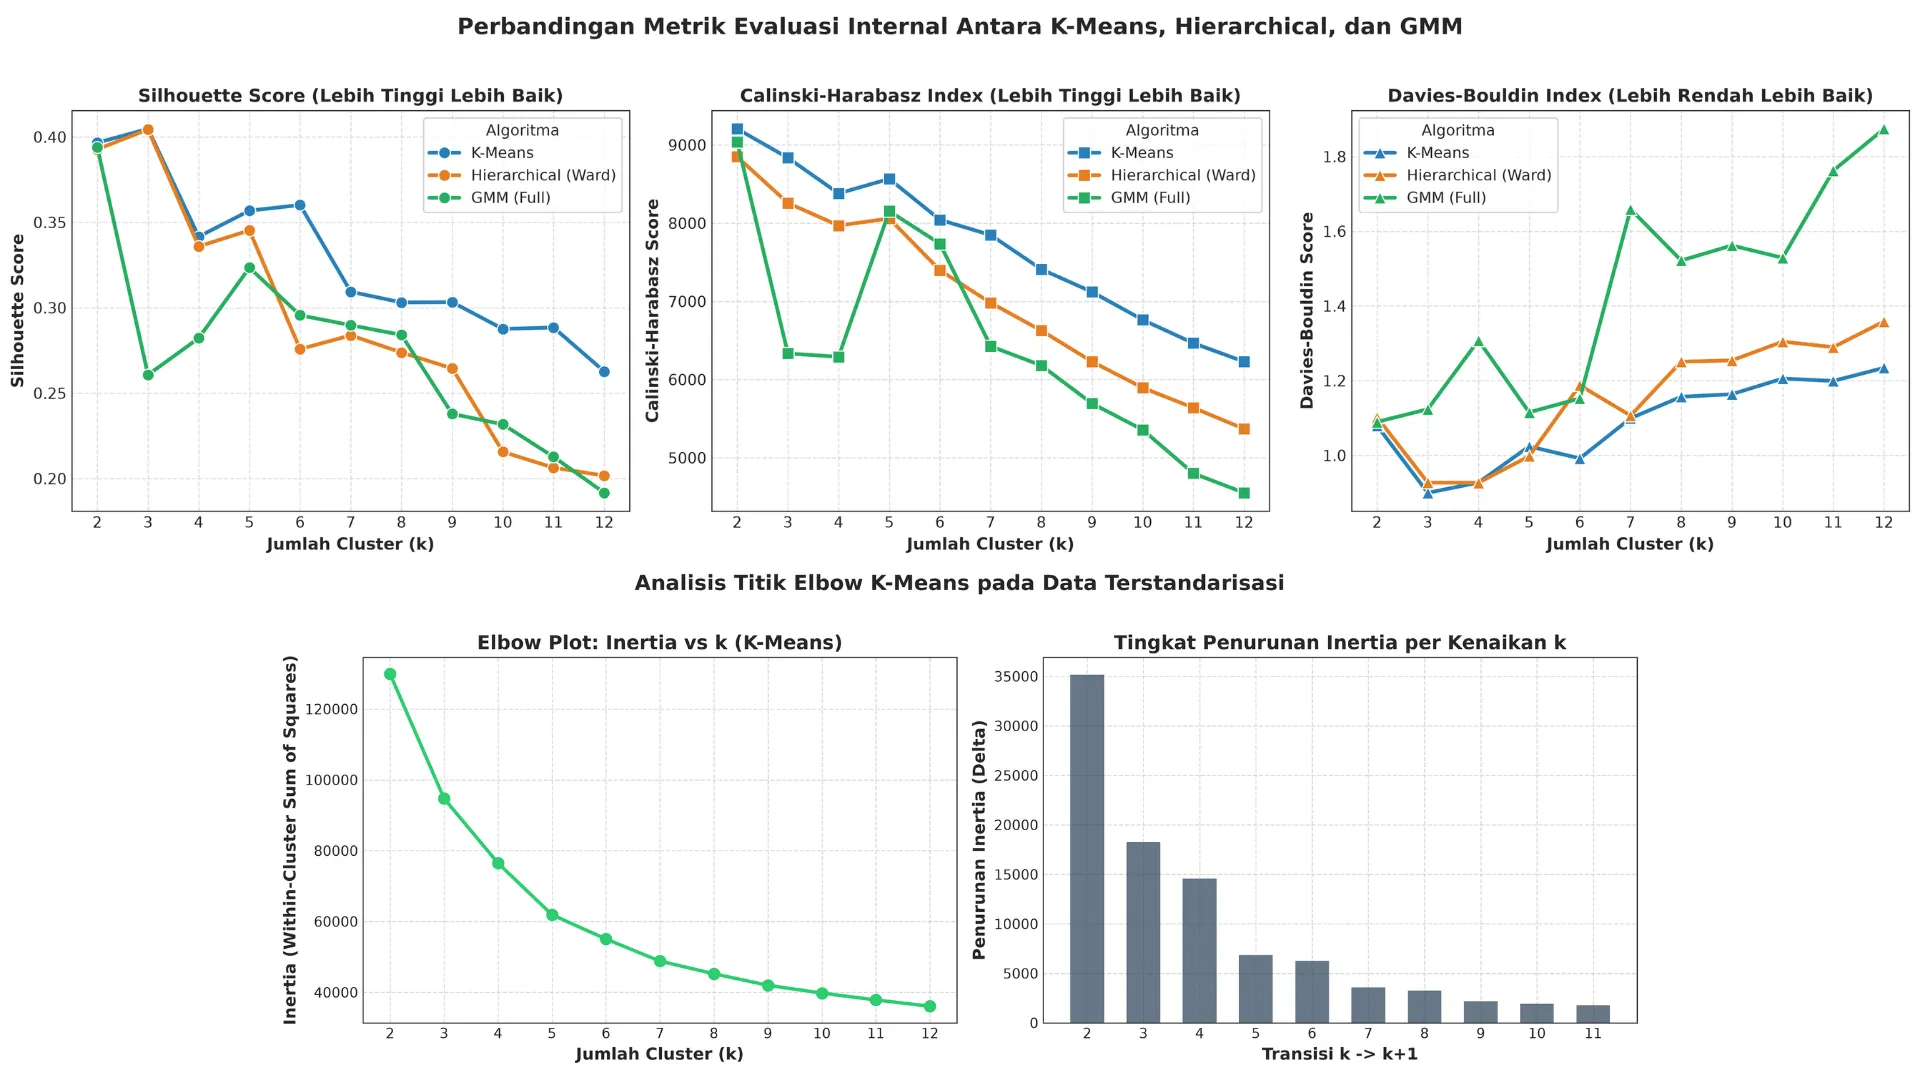 Perbandingan Metrik Evaluasi Internal Antara K-Means, Hierarchical, dan GMM
Silhouette Score (Lebih Tinggi Lebih Baik)
Silhouette Score
0.40
0.35
0.30
0.25
0.20
Algoritma
K-Means
Hierarchical (Ward)
GMM (Full)
2 3 4 5 6 7 8 9 10 11 12
Jumlah Cluster (k)
Calinski-Harabasz Index (Lebih Tinggi Lebih Baik)
Calinski-Harabasz Score
9000
8000
7000
6000
5000
Algoritma
K-Means
Hierarchical (Ward)
GMM (Full)
2 3 4 5 6 7 8 9 10 11 12
Jumlah Cluster (k)
Davies-Bouldin Index (Lebih Rendah Lebih Baik)
Davies-Bouldin Score
1.8
1.6
1.4
1.2
1.0
Algoritma
K-Means
Hierarchical (Ward)
GMM (Full)
2 3 4 5 6 7 8 9 10 11 12
Jumlah Cluster (k)
Analisis Titik Elbow K-Means pada Data Terstandarisasi
Elbow Plot: Inertia vs k (K-Means)
Inertia (Within-Cluster Sum of Squares)
120000
100000
80000
60000
40000
2 3 4 5 6 7 8 9 10 11 12
Jumlah Cluster (k)
Tingkat Penurunan Inertia per Kenaikan k
Penurunan Inertia (Delta)
35000
30000
25000
20000
15000
10000
5000
0
2 3 4 5 6 7 8 9 10 11
Transisi k -> k+1